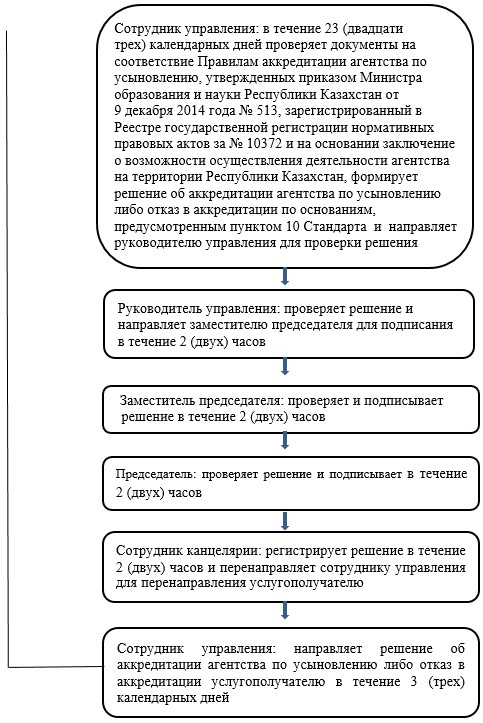 Сотрудник управления: в течение 23 (двадцати
трех) календарных дней проверяет документы на
соответствие Правилам аккредитации агентства по
усыновлению, утвержденных приказом Министра
образования и науки Республики Казахстан от
9 декабря 2014 года № 513, зарегистрированный в
Реестре государственной регистрации нормативных
правовых актов за № 10372 и на основании заключение
о возможности осуществления деятельности агентства
на территории Республики Казахстан, формирует
решение об аккредитации агентства по усыновлению
либо отказ в аккредитации по основаниям,
предусмотренным пунктом 10 Стандарта и направляет
руководителю управления для проверки решения
Руководитель управления: проверяет решение и
направляет заместителю председателя для подписания
в течение 2 (двух) часов
Заместитель председателя: проверяет и подписывает
решение в течение 2 (двух) часов
Председатель: проверяет решение и подписывает в течение
2 (двух) часов
Сотрудник канцелярии: регистрирует решение в течение
2 (двух) часов и перенаправляет сотруднику управления
для перенаправления услугополучателю
Сотрудник управления: направляет решение об
аккредитации агентства по усыновлению либо отказ в
аккредитации услугополучателю в течение 3 (трех)
календарных дней